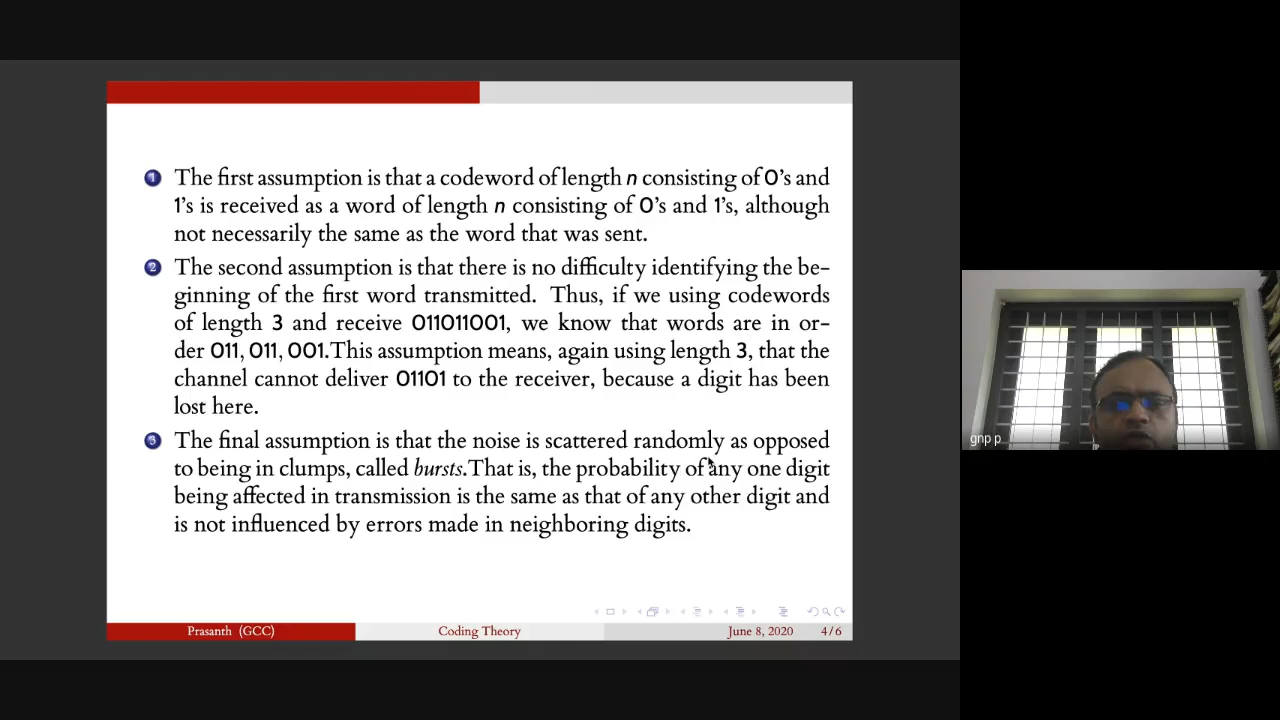 1 The first assumption is that a codeword of length n consisting of 0's and
1's is received as a word of length n consisting of 0's and 1's, although
not necessarily the same as the word that was sent.
2 The second assumption is that there is no difficulty identifying the be-
ginning of the first word transmitted. Thus, if we using codewords
of length 3 and receive 011011001, we know that words are in or-
der 011, 011, 001.This assumption means, again using length 3, that the
channel cannot deliver 01101 to the receiver, because a digit has been
lost here.
3 The final assumption is that the noise is scattered randomly as opposed
to being in clumps, called bursts.That is, the probability of any one digit
being affected in transmission is the same as that of any other digit and
is not influenced by errors made in neighboring digits.
Prasanth (GCC) Coding Theory June 8, 2020 4/6
gnp p